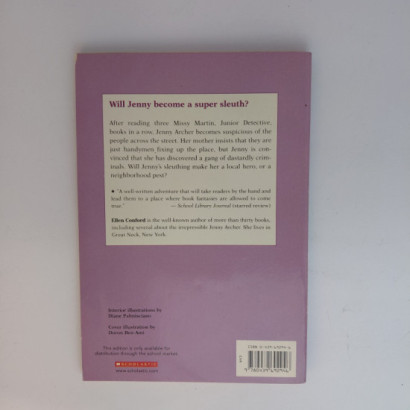 Will Jenny become a super sleuth?
After reading three Missy Martin, Junior Detective,
books in a row, Jenny Archer becomes suspicious of the
people across the street. Her mother insists that they
are just handymen fixing up the place, but Jenny is con-
vinced that she has discovered a gang of dastardly crimi-
nals. Will Jenny's sleuthing make her a local hero, or a
neighborhood pest?
★ "A well written adventure that will take readers by the hand and
lead them to a place where book fantasies are allowed to come
true." — School Library Journal (starred review)
Ellen Conford is the well-known author of more than thirty books,
including several about the irrepressible Jenny Archer. She lives in
Great Neck, New York.
Interior illustrations by
Diane Palmisciano
Cover illustration by
This edition is only available for
distribution through the school market.
SCHOLASTIC
www.scholastic.com